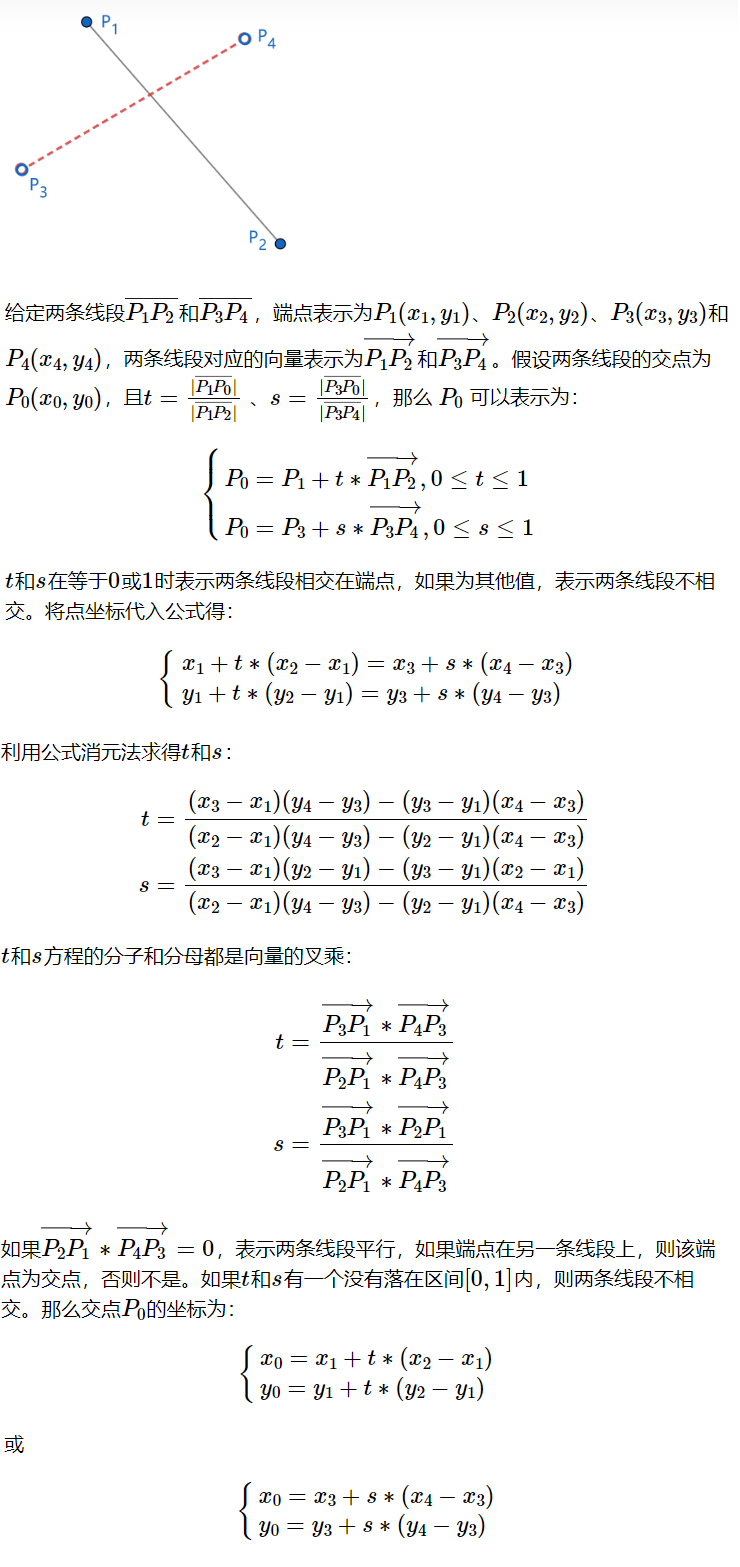 P1
P4
P3
P2
给定两条线段$\overline{P_1P_2}$和$\overline{P_3P_4}$，端点表示为$P_1(x_1,y_1)$、$P_2(x_2,y_2)$、$P_3(x_3,y_3)$和
$P_4(x_4,y_4)$，两条线段对应的向量表示为$\overrightarrow{P_1P_2}$和$\overrightarrow{P_3P_4}$。假设两条线段的交点为
$P_0(x_0,y_0)$，且$t=\frac{|\overline{P_1P_0}|}{|\overline{P_1P_2}|}$、$s=\frac{|\overline{P_3P_0}|}{|\overline{P_3P_4}|}$，那么 $P_0$ 可以表示为：
$P_0=P_1+t*\overrightarrow{P_1P_2},0\le t\le 1$
$P_0=P_3+s*\overrightarrow{P_3P_4},0\le s\le 1$
$t$和$s$在等于0或1时表示两条线段相交在端点，如果为其他值，表示两条线段不相
交。将点坐标代入公式得：
$x_1+t*(x_2-x_1)=x_3+s*(x_4-x_3)$
$y_1+t*(y_2-y_1)=y_3+s*(y_4-y_3)$
利用公式消元法求得$t$和$s$：
$t=\frac{(x_3-x_1)(y_4-y_3)-(y_3-y_1)(x_4-x_3)}{(x_2-x_1)(y_4-y_3)-(y_2-y_1)(x_4-x_3)}$
$s=\frac{(x_3-x_1)(y_2-y_1)-(y_3-y_1)(x_2-x_1)}{(x_2-x_1)(y_4-y_3)-(y_2-y_1)(x_4-x_3)}$
$t$和$s$方程的分子和分母都是向量的叉乘：
$t=\frac{\overrightarrow{P_3P_1}*\overrightarrow{P_4P_3}}{\overrightarrow{P_2P_1}*\overrightarrow{P_4P_3}}$
$s=\frac{\overrightarrow{P_3P_1}*\overrightarrow{P_2P_1}}{\overrightarrow{P_2P_1}*\overrightarrow{P_4P_3}}$
如果$\overrightarrow{P_2P_1}*\overrightarrow{P_4P_3}=0$，表示两条线段平行，如果端点在另一条线段上，则该端
点为交点，否则不是。如果$t$和$s$有一个没有落在区间$[0,1]$内，则两条线段不相
交。那么交点$P_0$的坐标为：
$x_0=x_1+t*(x_2-x_1)$
$y_0=y_1+t*(y_2-y_1)$
或
$x_0=x_3+s*(x_4-x_3)$
$y_0=y_3+s*(y_4-y_3)$